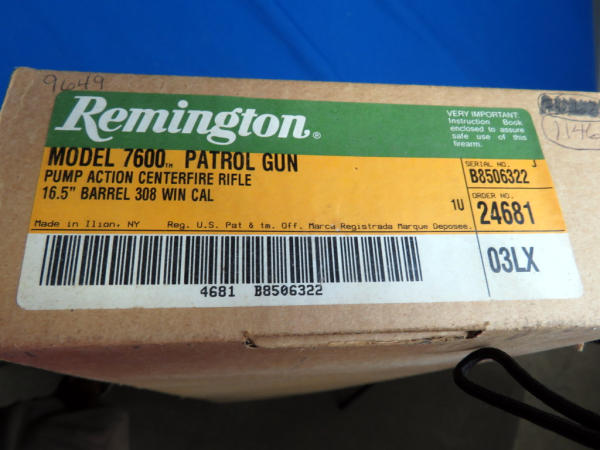 9649
Remington®
VERY IMPORTANT
Instruction Book
enclosed to assure
safe use of this
firearm.
1146
MODEL 7600™ PATROL GUN
PUMP ACTION CENTERFIRE RIFLE
16.5" BARREL 308 WIN CAL
1U
SERIAL NO. J
B8506322
ORDER NO.
24681
Made in Ilion, NY Reg. U.S. Pat & tm. Off. Marca Registrada Marque Deposee.
03LX
4681 B8506322